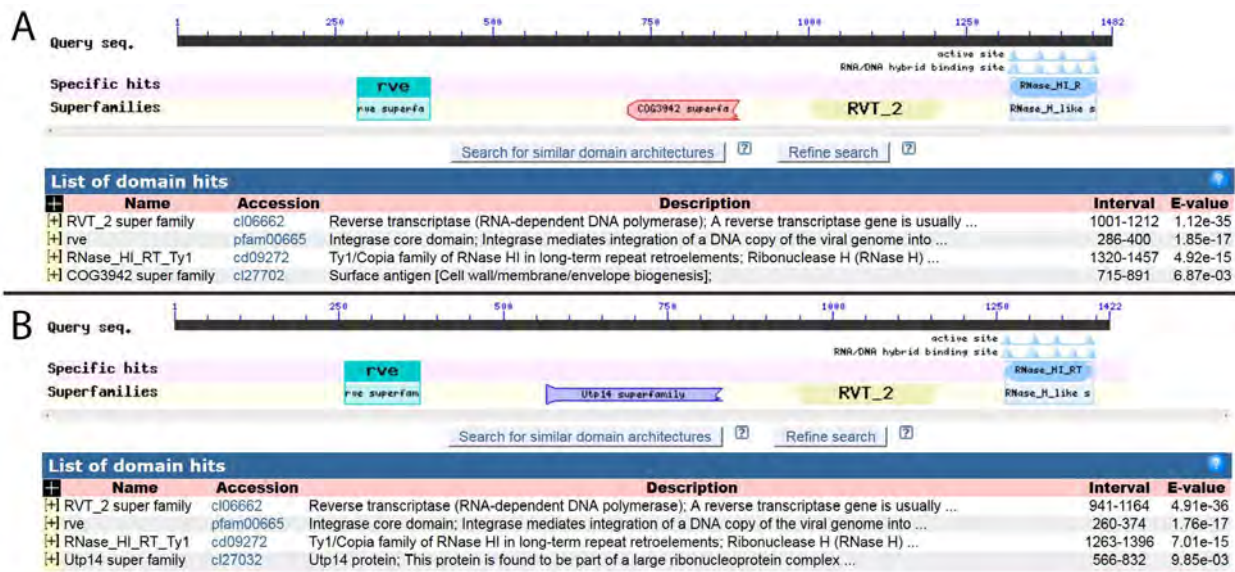 A
1 250 500 750 1000 1250 1482
Query seq.
active site
RNA/DNA hybrid binding site
Specific hits rve RNase_HI_R
Superfamilies rve superfa COG3942 superfa RVT_2 RNase_H_like s
Search for similar domain architectures ? Refine search ?
List of domain hits ?
+ Name Accession Description Interval E-value
[+] RVT_2 super family cl06662 Reverse transcriptase (RNA-dependent DNA polymerase); A reverse transcriptase gene is usually ... 1001-1212 1.12e-35
[+] rve pfam00665 Integrase core domain; Integrase mediates integration of a DNA copy of the viral genome into ... 286-400 1.85e-17
[+] RNase_HI_RT_Ty1 cd09272 Ty1/Copia family of RNase HI in long-term repeat retroelements; Ribonuclease H (RNase H) ... 1320-1457 4.92e-15
[+] COG3942 super family cl27702 Surface antigen [Cell wall/membrane/envelope biogenesis]; 715-891 6.87e-03
B
1 250 500 750 1000 1250 1422
Query seq.
active site
RNA/DNA hybrid binding site
Specific hits rve RNase_HI_RT
Superfamilies rve superfam Utp14 superfamily RVT_2 RNase_H_like s
Search for similar domain architectures ? Refine search ?
List of domain hits ?
+ Name Accession Description Interval E-value
[+] RVT_2 super family cl06662 Reverse transcriptase (RNA-dependent DNA polymerase); A reverse transcriptase gene is usually ... 941-1164 4.91e-36
[+] rve pfam00665 Integrase core domain; Integrase mediates integration of a DNA copy of the viral genome into ... 260-374 1.76e-17
[+] RNase_HI_RT_Ty1 cd09272 Ty1/Copia family of RNase HI in long-term repeat retroelements; Ribonuclease H (RNase H) ... 1263-1396 7.01e-15
[+] Utp14 super family cl27032 Utp14 protein; This protein is found to be part of a large ribonucleoprotein complex ... 566-832 9.85e-03